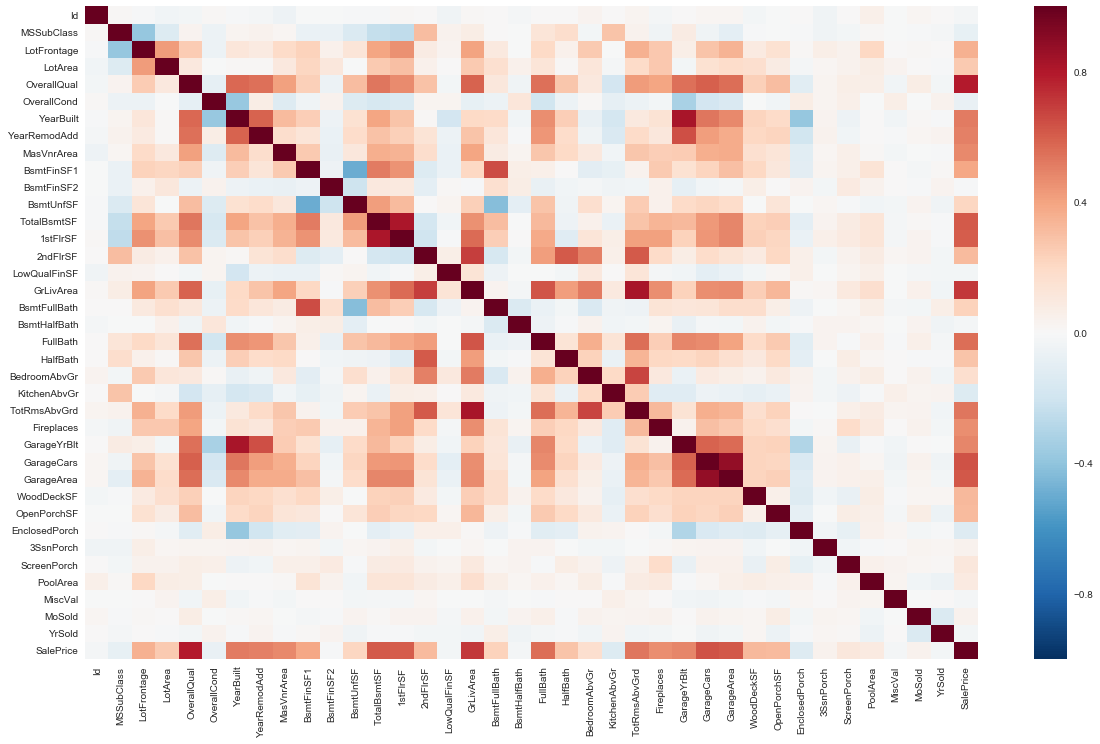 Id
MSSubClass
LotFrontage
LotArea
OverallQual
OverallCond
YearBuilt
YearRemodAdd
MasVnrArea
BsmtFinSF1
BsmtFinSF2
BsmtUnfSF
TotalBsmtSF
1stFlrSF
2ndFlrSF
LowQualFinSF
GrLivArea
BsmtFullBath
BsmtHalfBath
FullBath
HalfBath
BedroomAbvGr
KitchenAbvGr
TotRmsAbvGrd
Fireplaces
GarageYrBlt
GarageCars
GarageArea
WoodDeckSF
OpenPorchSF
EnclosedPorch
3SsnPorch
ScreenPorch
PoolArea
MiscVal
MoSold
YrSold
SalePrice
Id
MSSubClass
LotFrontage
LotArea
OverallQual
OverallCond
YearBuilt
YearRemodAdd
MasVnrArea
BsmtFinSF1
BsmtFinSF2
BsmtUnfSF
TotalBsmtSF
1stFlrSF
2ndFlrSF
LowQualFinSF
GrLivArea
BsmtFullBath
BsmtHalfBath
FullBath
HalfBath
BedroomAbvGr
KitchenAbvGr
TotRmsAbvGrd
Fireplaces
GarageYrBlt
GarageCars
GarageArea
WoodDeckSF
OpenPorchSF
EnclosedPorch
3SsnPorch
ScreenPorch
PoolArea
MiscVal
MoSold
YrSold
SalePrice
0.8
0.4
0.0
−0.4
−0.8